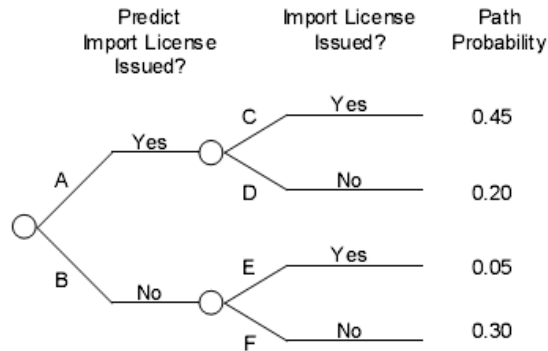 Predict
Import License
Issued?
Import License
Issued?
Path
Probability
C
Yes
0.45
Yes
A
D
No
0.20
B
E
Yes
0.05
No
F
No
0.30